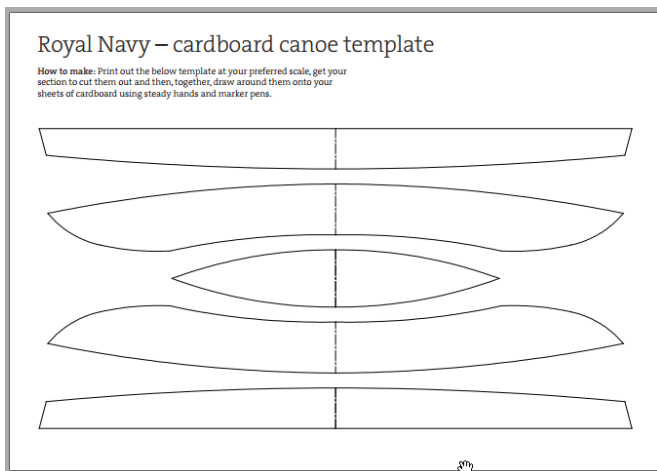 Royal Navy – cardboard canoe template
How to make: Print out the below template at your preferred scale, get your
section to cut them out and then, together, draw around them onto your
sheets of cardboard using steady hands and marker pens.